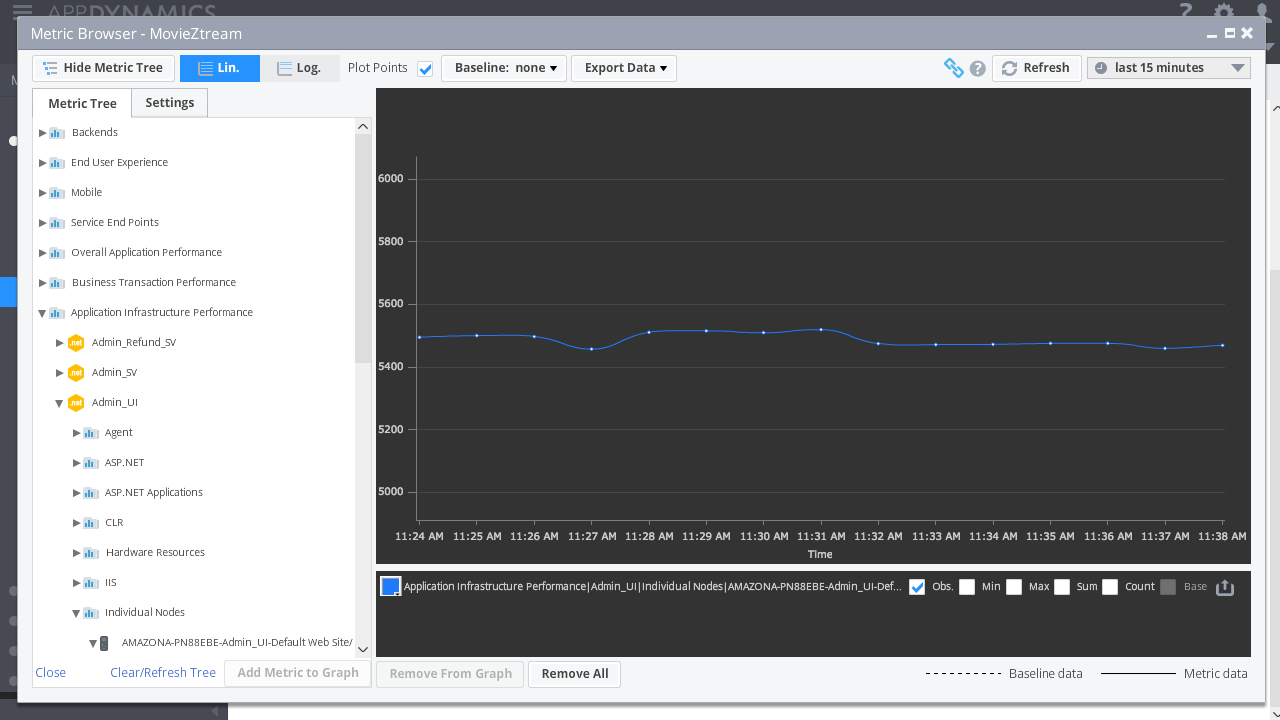 APPDYNAMICS
Metric Browser - MovieZtream
Hide Metric Tree
Lin.
Log.
Plot Points
Baseline: none
Export Data
Refresh
last 15 minutes
Metric Tree
Settings
Backends
End User Experience
Mobile
Service End Points
Overall Application Performance
Business Transaction Performance
Application Infrastructure Performance
.net Admin_Refund_SV
.net Admin_SV
.net Admin_UI
Agent
ASP.NET
ASP.NET Applications
CLR
Hardware Resources
IIS
Individual Nodes
AMAZONA-PN88EBE-Admin_UI-Default Web Site/
Close
Clear/Refresh Tree
Add Metric to Graph
6000
5800
5600
5400
5200
5000
11:24 AM 11:25 AM 11:26 AM 11:27 AM 11:28 AM 11:29 AM 11:30 AM 11:31 AM 11:32 AM 11:33 AM 11:34 AM 11:35 AM 11:36 AM 11:37 AM 11:38 AM
Time
Application Infrastructure Performance|Admin_UI|Individual Nodes|AMAZONA-PN88EBE-Admin_UI-Def... Obs. Min Max Sum Count Base
Remove From Graph
Remove All
Baseline data
Metric data